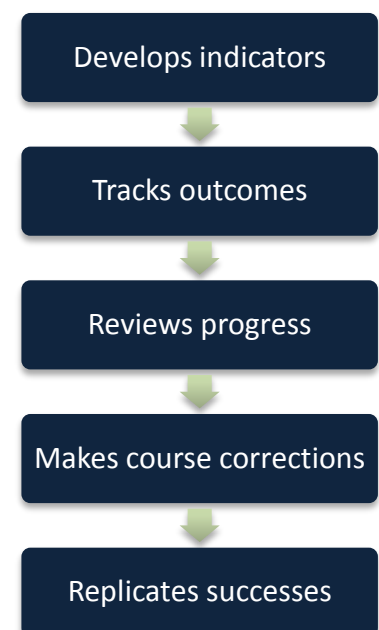 Develops indicators
Tracks outcomes
Reviews progress
Makes course corrections
Replicates successes